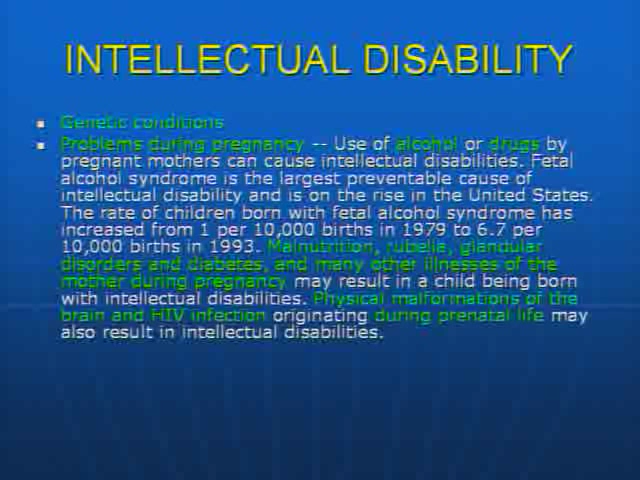 INTELLECTUAL DISABILITY
Genetic conditions
Problems during pregnancy -- Use of alcohol or drugs by
pregnant mothers can cause intellectual disabilities. Fetal
alcohol syndrome is the largest preventable cause of
intellectual disability and is on the rise in the United States.
The rate of children born with fetal alcohol syndrome has
increased from 1 per 10,000 births in 1979 to 6.7 per
10,000 births in 1993. Malnutrition, rubella, glandular
disorders and diabetes, and many other illnesses of the
mother during pregnancy may result in a child being born
with intellectual disabilities. Physical malformations of the
brain and HIV infection originating during prenatal life may
also result in intellectual disabilities.